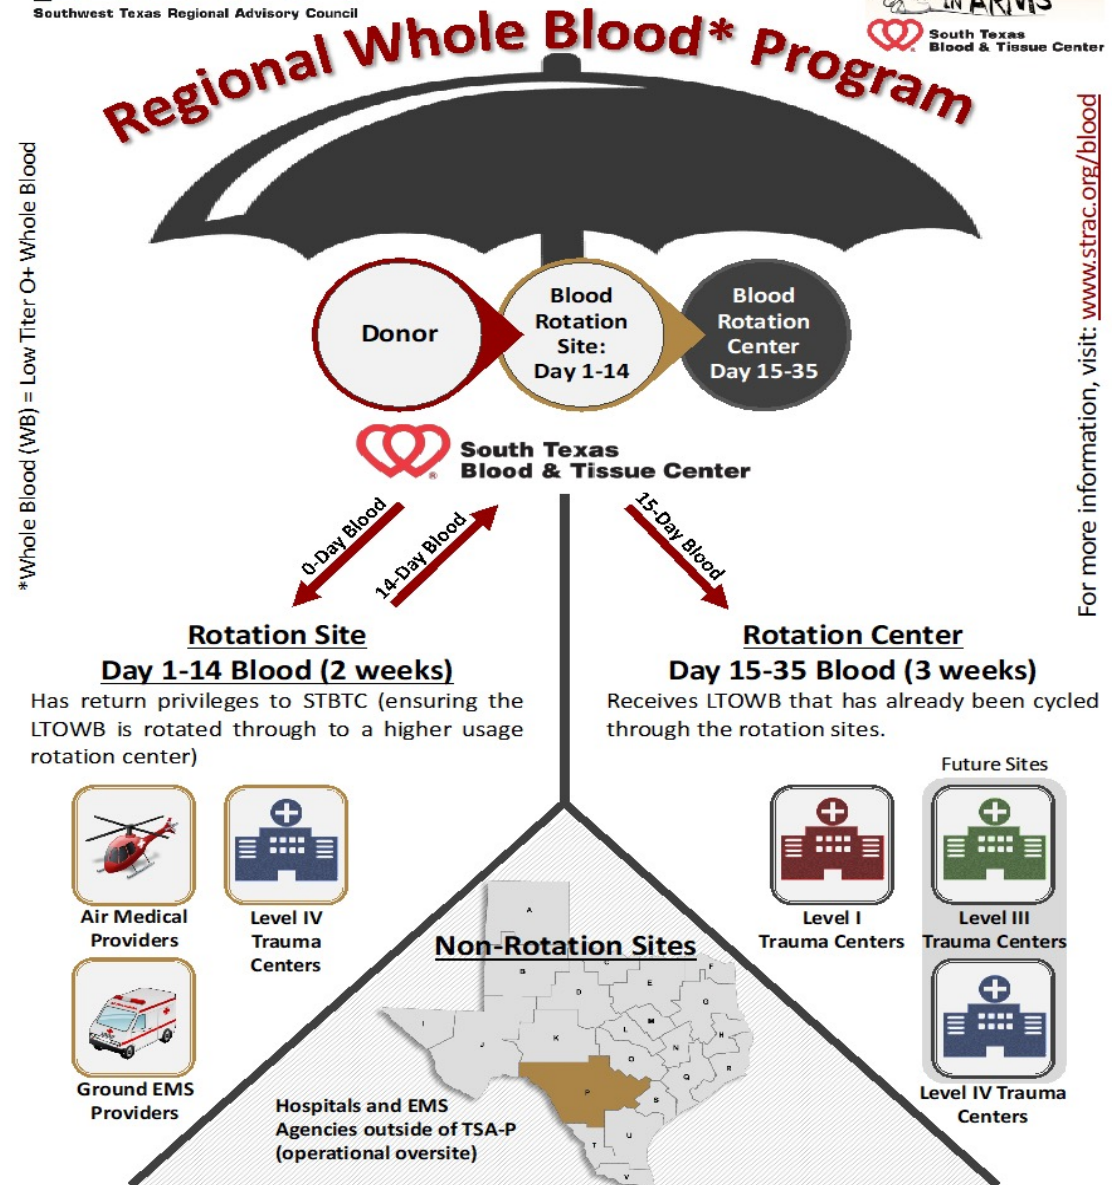 Southwest Texas Regional Advisory Council
IN ARMS
South Texas
Blood & Tissue Center
Regional Whole Blood* Program
*Whole Blood (WB) = Low Titer O+ Whole Blood
For more information, visit: www.strac.org/blood
Donor
Blood
Rotation
Site:
Day 1-14
Blood
Rotation
Center
Day 15-35
South Texas
Blood & Tissue Center
0-Day Blood
14-Day Blood
15-Day Blood
Rotation Site
Day 1-14 Blood (2 weeks)
Has return privileges to STBTC (ensuring the
LTOWB is rotated through to a higher usage
rotation center)
Rotation Center
Day 15-35 Blood (3 weeks)
Receives LTOWB that has already been cycled
through the rotation sites.
Future Sites
Air Medical
Providers
Level IV
Trauma
Centers
Ground EMS
Providers
Level I
Trauma Centers
Level III
Trauma Centers
Level IV Trauma
Centers
Non-Rotation Sites
A
B
C
D
E
F
G
H
I
J
K
L
M
N
O
P
Q
R
S
T
U
V
Hospitals and EMS
Agencies outside of TSA-P
(operational oversite)